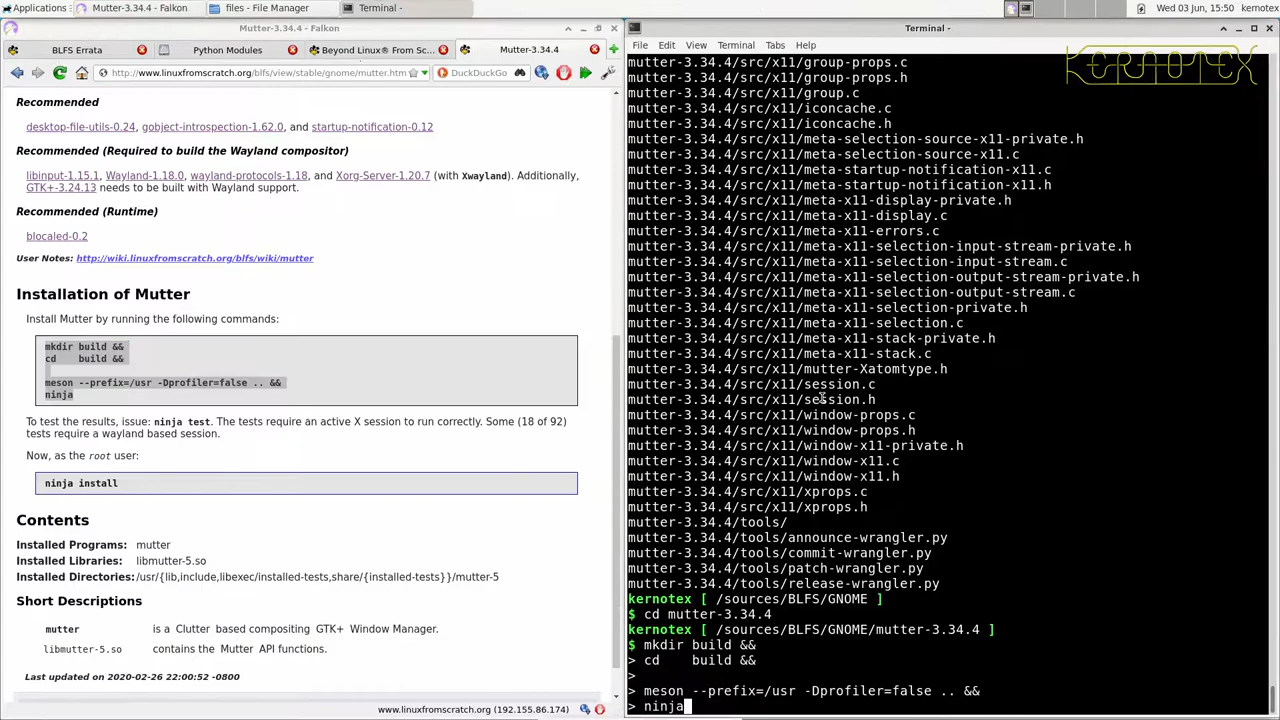 Applications
Mutter-3.34.4 - Falkon
files - File Manager
Terminal -
Wed 03 Jun, 15:50
kernotex
Mutter-3.34.4 - Falkon
BLFS Errata
Python Modules
Beyond Linux® From Sc...
Mutter-3.34.4
http://www.linuxfromscratch.org/blfs/view/stable/gnome/mutter.htm
DuckDuckGo
Recommended
desktop-file-utils-0.24, gobject-introspection-1.62.0, and startup-notification-0.12
Recommended (Required to build the Wayland compositor)
libinput-1.15.1, Wayland-1.18.0, wayland-protocols-1.18, and Xorg-Server-1.20.7 (with Xwayland). Additionally,
GTK+-3.24.13 needs to be built with Wayland support.
Recommended (Runtime)
blocaled-0.2
User Notes: http://wiki.linuxfromscratch.org/blfs/wiki/mutter
Installation of Mutter
Install Mutter by running the following commands:
mkdir build &&
cd    build &&
meson --prefix=/usr -Dprofiler=false .. &&
ninja
To test the results, issue: ninja test. The tests require an active X session to run correctly. Some (18 of 92)
tests require a wayland based session.
Now, as the root user:
ninja install
Contents
Installed Programs: mutter
Installed Libraries: libmutter-5.so
Installed Directories: /usr/{lib,include,libexec/installed-tests,share/{installed-tests}}/mutter-5
Short Descriptions
mutter is a Clutter based compositing GTK+ Window Manager.
libmutter-5.so contains the Mutter API functions.
Last updated on 2020-02-26 22:00:52 -0800
www.linuxfromscratch.org (192.155.86.174)
Terminal -
File Edit View Terminal Tabs Help
KERNOTEX
mutter-3.34.4/src/x11/group-props.c
mutter-3.34.4/src/x11/group-props.h
mutter-3.34.4/src/x11/group.c
mutter-3.34.4/src/x11/iconcache.c
mutter-3.34.4/src/x11/iconcache.h
mutter-3.34.4/src/x11/meta-selection-source-x11-private.h
mutter-3.34.4/src/x11/meta-selection-source-x11.c
mutter-3.34.4/src/x11/meta-startup-notification-x11.c
mutter-3.34.4/src/x11/meta-startup-notification-x11.h
mutter-3.34.4/src/x11/meta-x11-display-private.h
mutter-3.34.4/src/x11/meta-x11-display.c
mutter-3.34.4/src/x11/meta-x11-errors.c
mutter-3.34.4/src/x11/meta-x11-selection-input-stream-private.h
mutter-3.34.4/src/x11/meta-x11-selection-input-stream.c
mutter-3.34.4/src/x11/meta-x11-selection-output-stream-private.h
mutter-3.34.4/src/x11/meta-x11-selection-output-stream.c
mutter-3.34.4/src/x11/meta-x11-selection-private.h
mutter-3.34.4/src/x11/meta-x11-selection.c
mutter-3.34.4/src/x11/meta-x11-stack-private.h
mutter-3.34.4/src/x11/meta-x11-stack.c
mutter-3.34.4/src/x11/mutter-Xatomtype.h
mutter-3.34.4/src/x11/session.c
mutter-3.34.4/src/x11/session.h
mutter-3.34.4/src/x11/window-props.c
mutter-3.34.4/src/x11/window-props.h
mutter-3.34.4/src/x11/window-x11-private.h
mutter-3.34.4/src/x11/window-x11.c
mutter-3.34.4/src/x11/window-x11.h
mutter-3.34.4/src/x11/xprops.c
mutter-3.34.4/src/x11/xprops.h
mutter-3.34.4/tools/
mutter-3.34.4/tools/announce-wrangler.py
mutter-3.34.4/tools/commit-wrangler.py
mutter-3.34.4/tools/patch-wrangler.py
mutter-3.34.4/tools/release-wrangler.py
kernotex [ /sources/BLFS/GNOME ]
$ cd mutter-3.34.4
kernotex [ /sources/BLFS/GNOME/mutter-3.34.4 ]
$ mkdir build &&
> cd    build &&
>
> meson --prefix=/usr -Dprofiler=false .. &&
> ninja